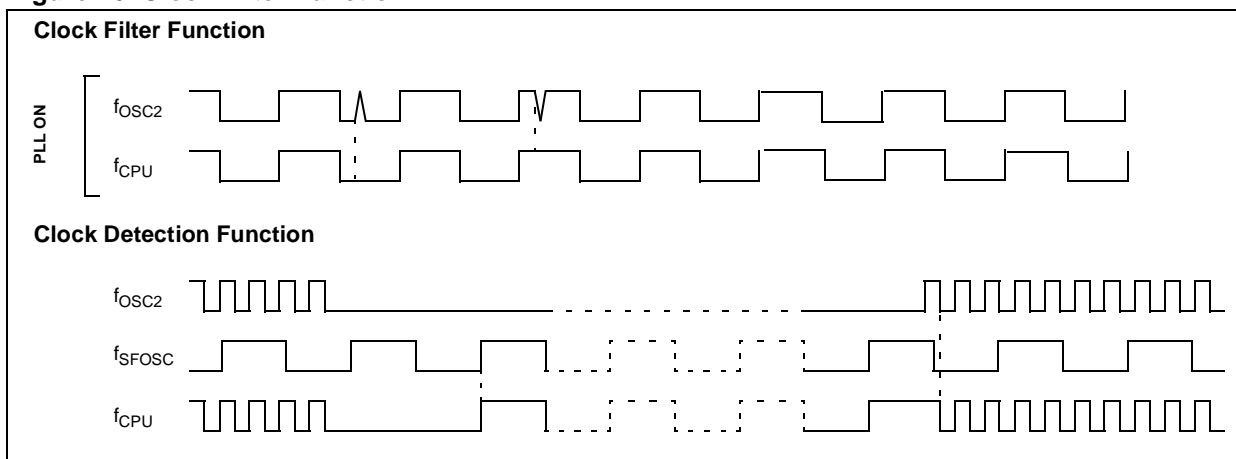 Clock Filter Function
PLL ON
fOSC2
fCPU
Clock Detection Function
fOSC2
fSFOSC
fCPU